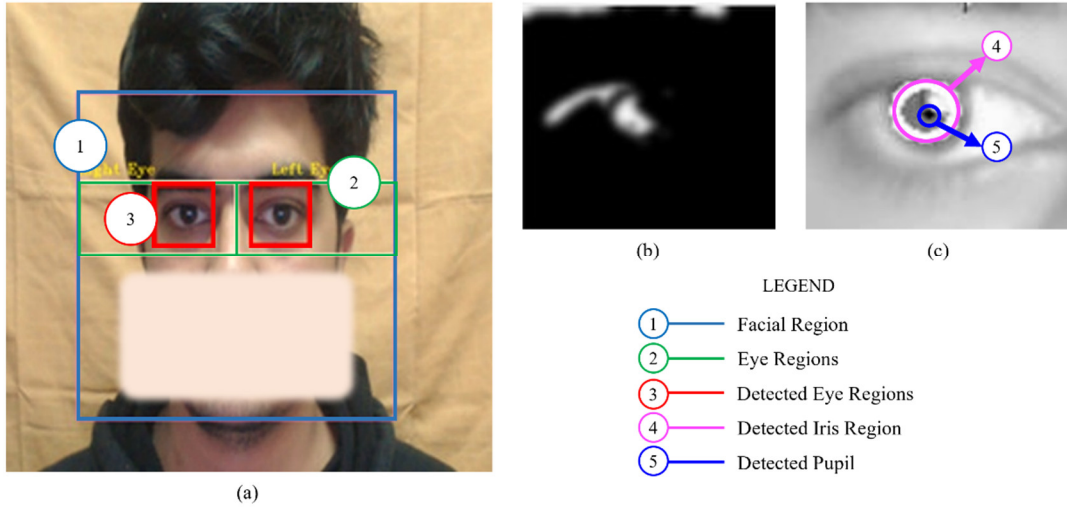 1
ght Eye
Left Ey
2
3
(a)
(b)
4
5
(c)
LEGEND
1 Facial Region
2 Eye Regions
3 Detected Eye Regions
4 Detected Iris Region
5 Detected Pupil